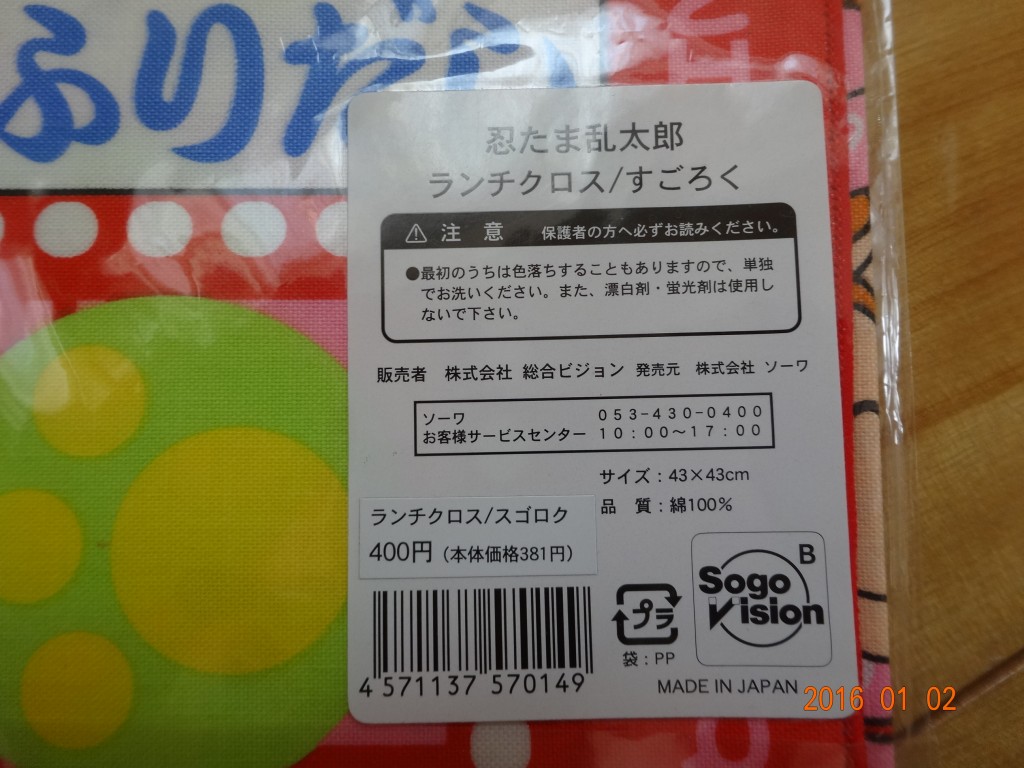 ふりだし
忍たま乱太郎
ランチクロス/すごろく
注 意 保護者の方へ必ずお読みください。
●最初のうちは色落ちすることもありますので、単独
でお洗いください。また、漂白剤・蛍光剤は使用し
ないで下さい。
販売者 株式会社 総合ビジョン 発売元 株式会社 ソーワ
ソーワ 053-430-0400
お客様サービスセンター 10:00〜17:00
サイズ:43×43cm
品 質:綿100%
ランチクロス/スゴロク
400円(本体価格381円)
B
Sogo
Vision
プラ
袋:PP
4 571137 570149
MADE IN JAPAN
2016 01 02